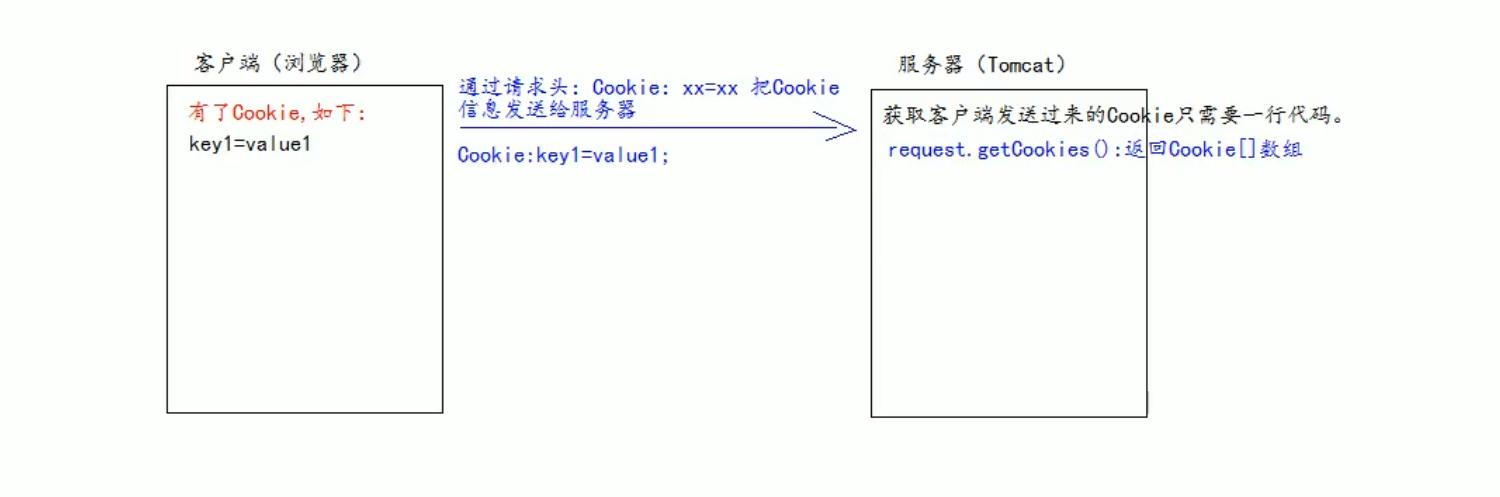 客户端（浏览器）
有了Cookie,如下:
key1=value1
通过请求头: Cookie: xx=xx 把Cookie
信息发送给服务器
Cookie:key1=value1;
服务器（Tomcat）
获取客户端发送过来的Cookie只需要一行代码。
request.getCookies():返回Cookie[]数组